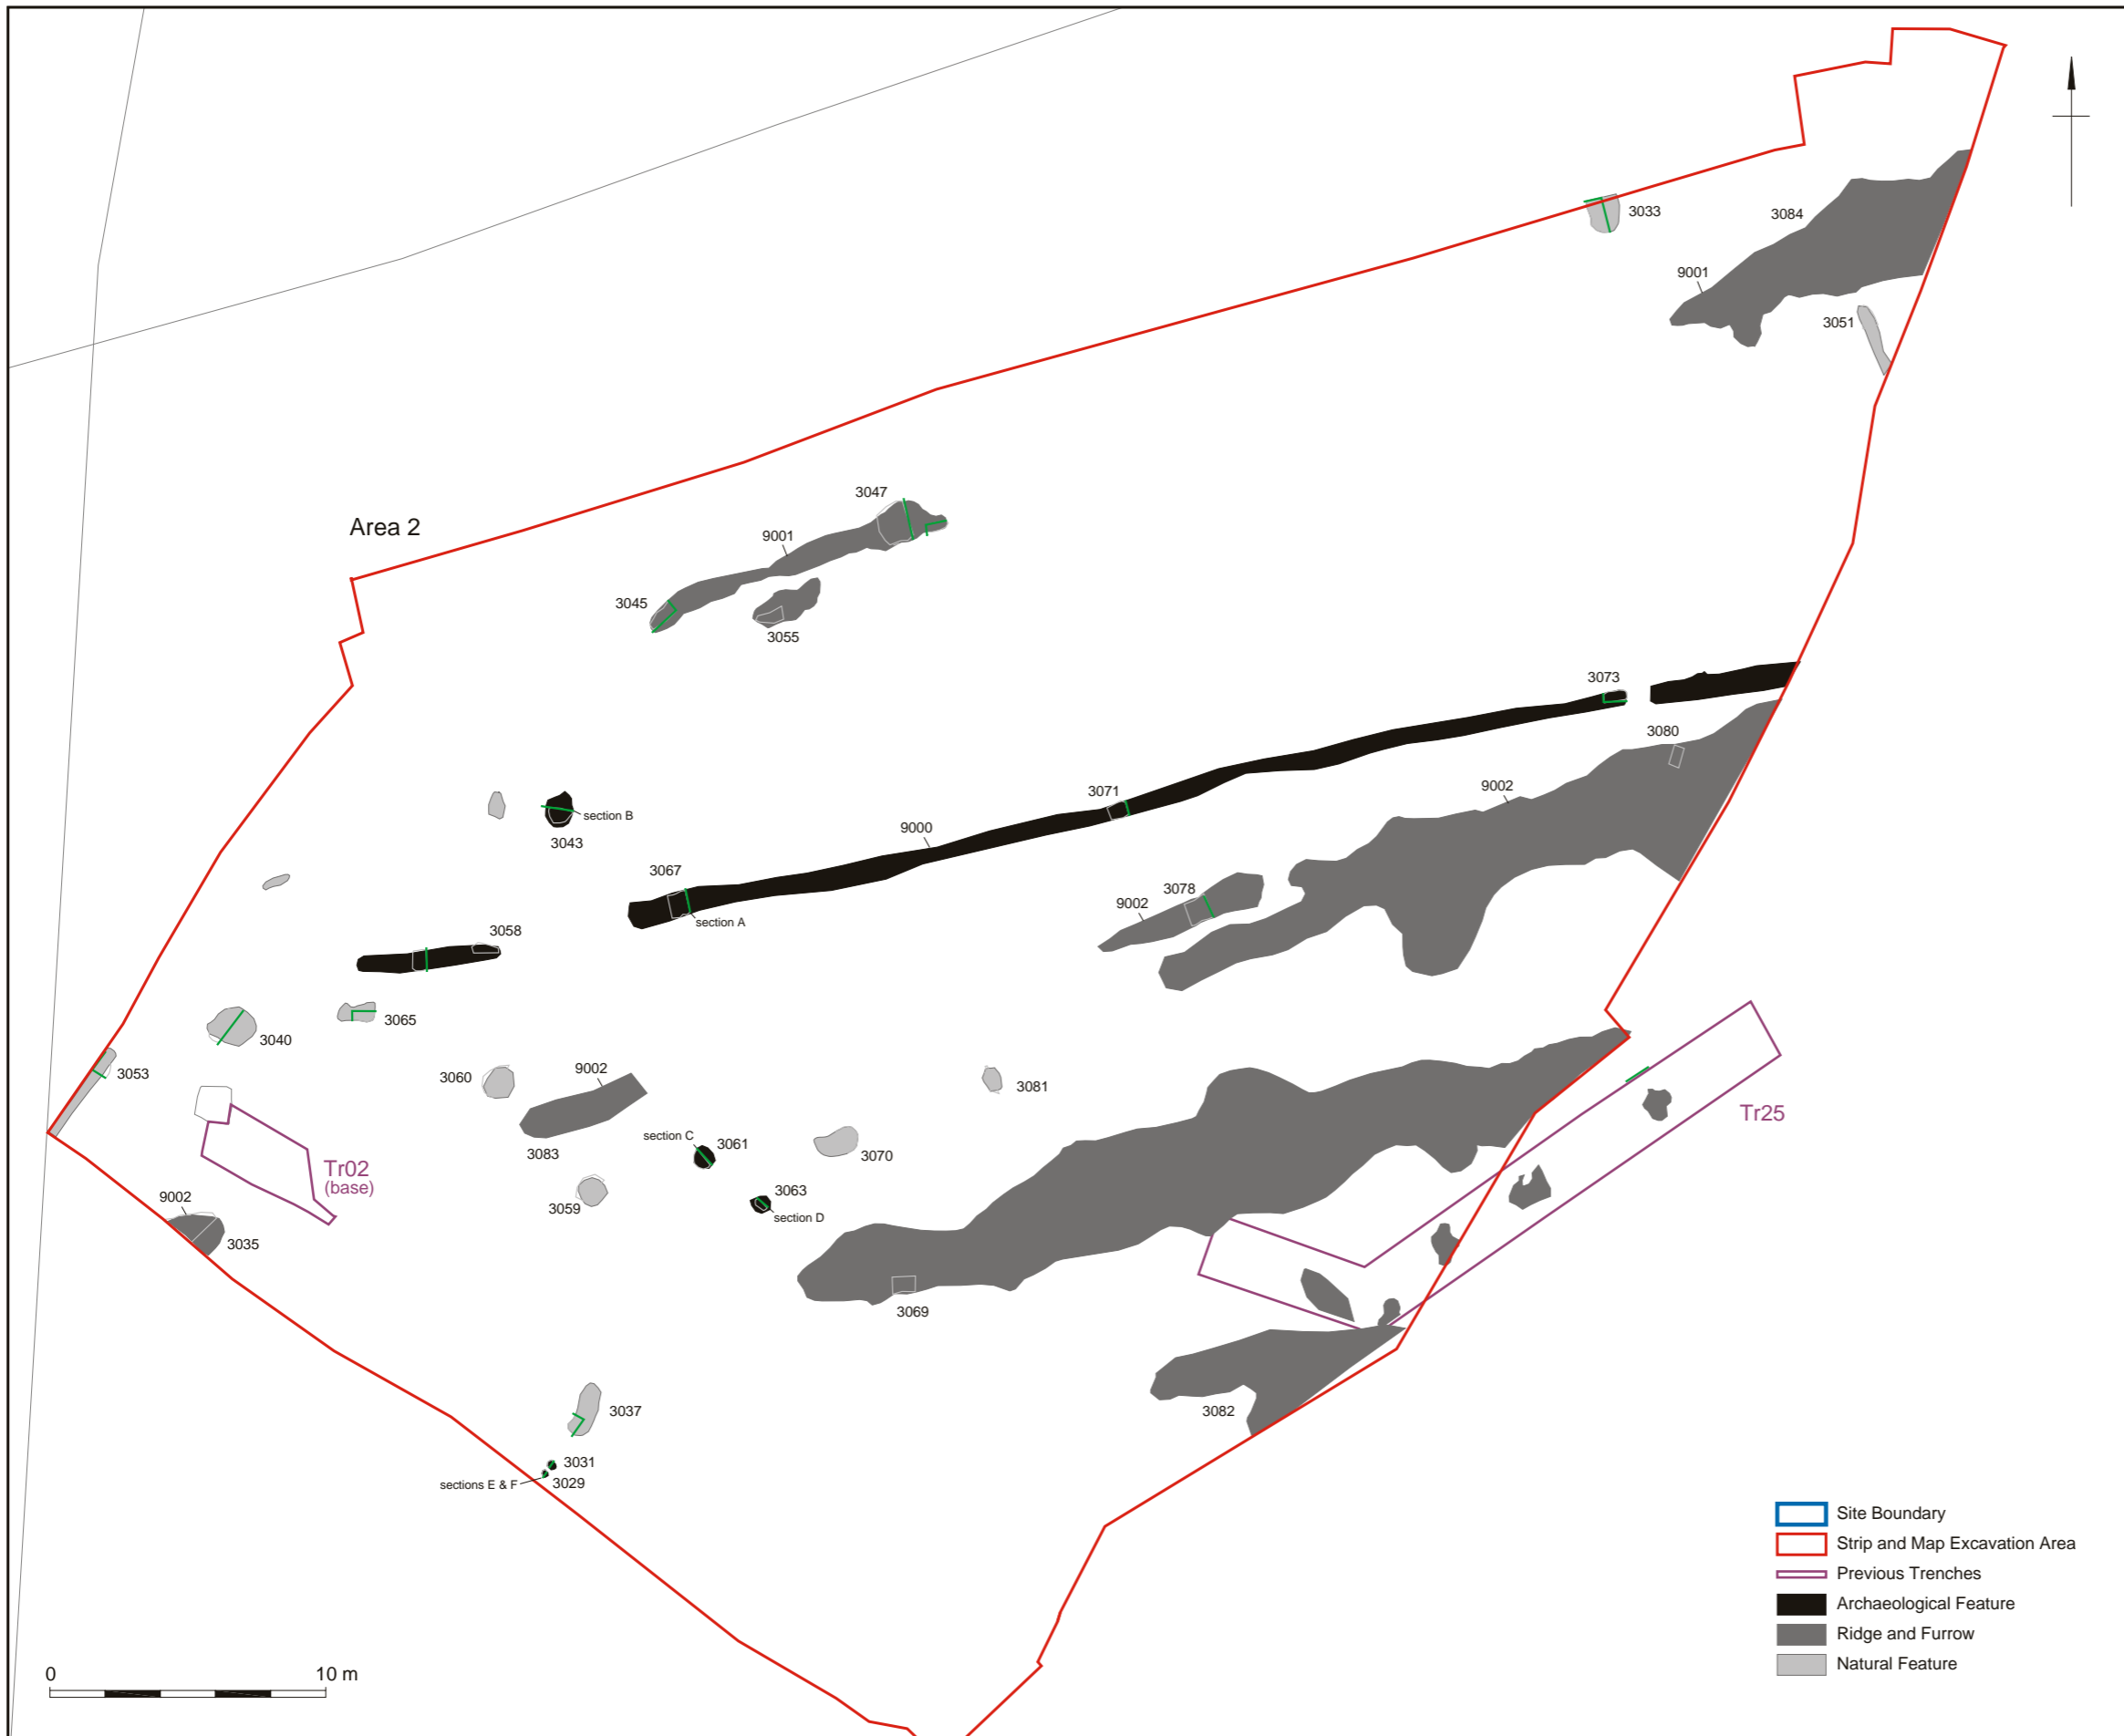 3033
3084
9001
3051
3047
Area 2
9001
3045
3055
3073
3080
9002
3071
section B
3043
9000
3067
section A
3078
9002
3058
3065
3040
3053
3060
9002
3081
Tr25
section C
3061
3070
3083
Tr02
(base)
3063
section D
9002
3059
3035
3069
3037
3082
3031
sections E & F
3029
Site Boundary
Strip and Map Excavation Area
Previous Trenches
Archaeological Feature
Ridge and Furrow
Natural Feature
0 10 m